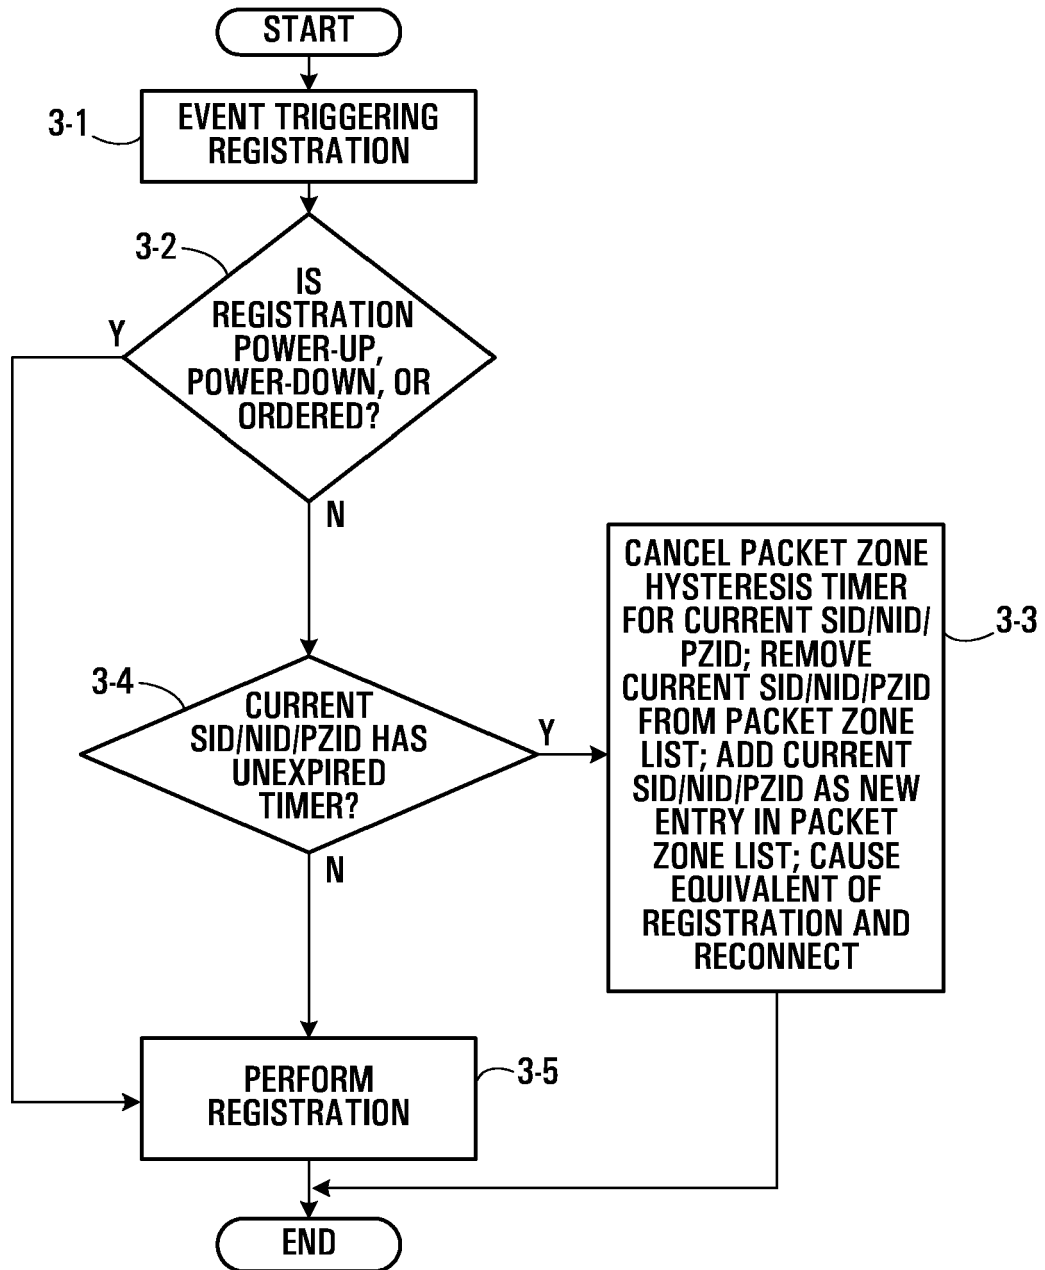 START
3-1
EVENT TRIGGERING
REGISTRATION
3-2
IS
REGISTRATION
POWER-UP,
POWER-DOWN, OR
ORDERED?
Y
N
3-4
CURRENT
SID/NID/PZID HAS
UNEXPIRED
TIMER?
Y
N
CANCEL PACKET ZONE
HYSTERESIS TIMER
FOR CURRENT SID/NID/
PZID; REMOVE
CURRENT SID/NID/PZID
FROM PACKET ZONE
LIST; ADD CURRENT
SID/NID/PZID AS NEW
ENTRY IN PACKET
ZONE LIST; CAUSE
EQUIVALENT OF
REGISTRATION AND
RECONNECT
3-3
PERFORM
REGISTRATION
3-5
END